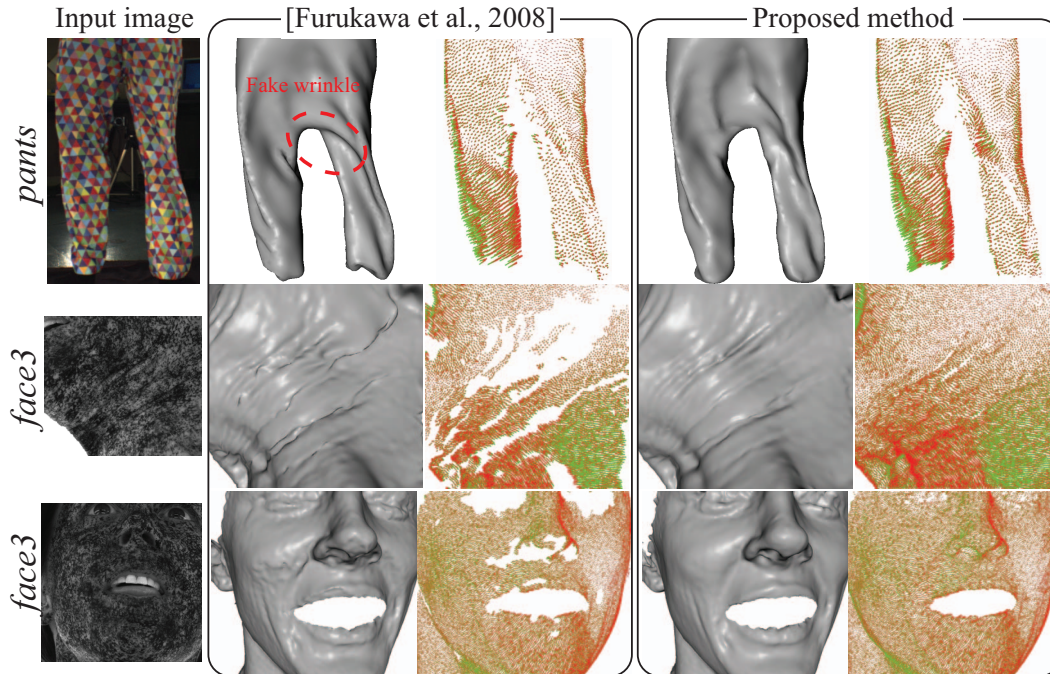 Input image
[Furukawa et al., 2008]
Proposed method
pants
Fake wrinkle
face3
face3